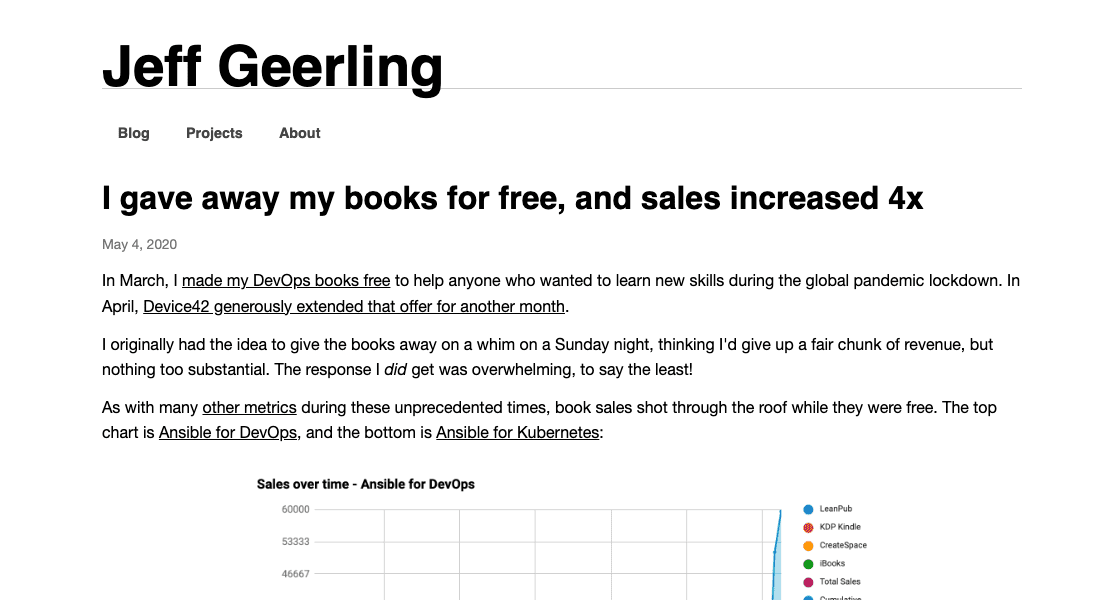 Jeff Geerling
Blog Projects About
I gave away my books for free, and sales increased 4x
May 4, 2020
In March, I made my DevOps books free to help anyone who wanted to learn new skills during the global pandemic lockdown. In
April, Device42 generously extended that offer for another month.
I originally had the idea to give the books away on a whim on a Sunday night, thinking I'd give up a fair chunk of revenue, but
nothing too substantial. The response I did get was overwhelming, to say the least!
As with many other metrics during these unprecedented times, book sales shot through the roof while they were free. The top
chart is Ansible for DevOps, and the bottom is Ansible for Kubernetes:
Sales over time - Ansible for DevOps
60000
53333
46667
LeanPub
KDP Kindle
CreateSpace
iBooks
Total Sales
Cumulative